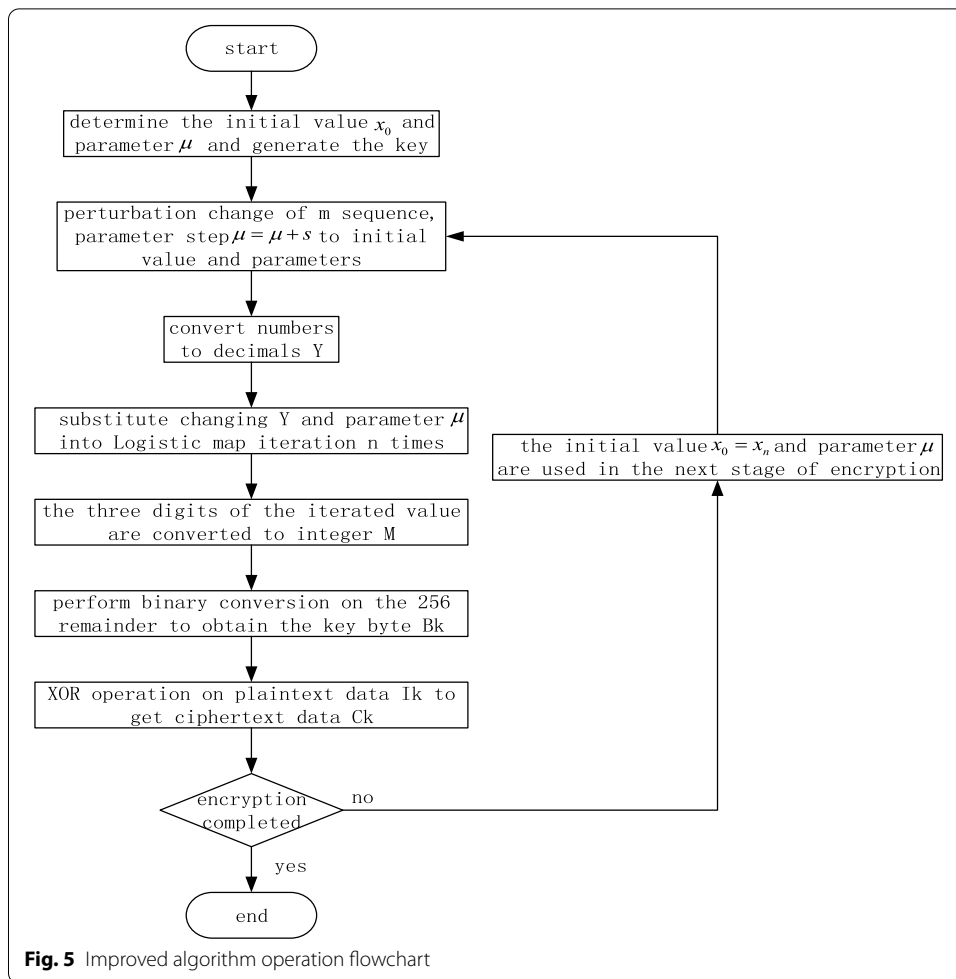 start
determine the initial value x₀ and
parameter μ and generate the key
perturbation change of m sequence,
parameter step μ = μ + s to initial
value and parameters
convert numbers
to decimals Y
substitute changing Y and parameter μ
into Logistic map iteration n times
the initial value x₀ = xₙ and parameter μ
are used in the next stage of encryption
the three digits of the iterated value
are converted to integer M
perform binary conversion on the 256
remainder to obtain the key byte Bk
XOR operation on plaintext data Ik to
get ciphertext data Ck
encryption
completed
no
yes
end
Fig. 5 Improved algorithm operation flowchart